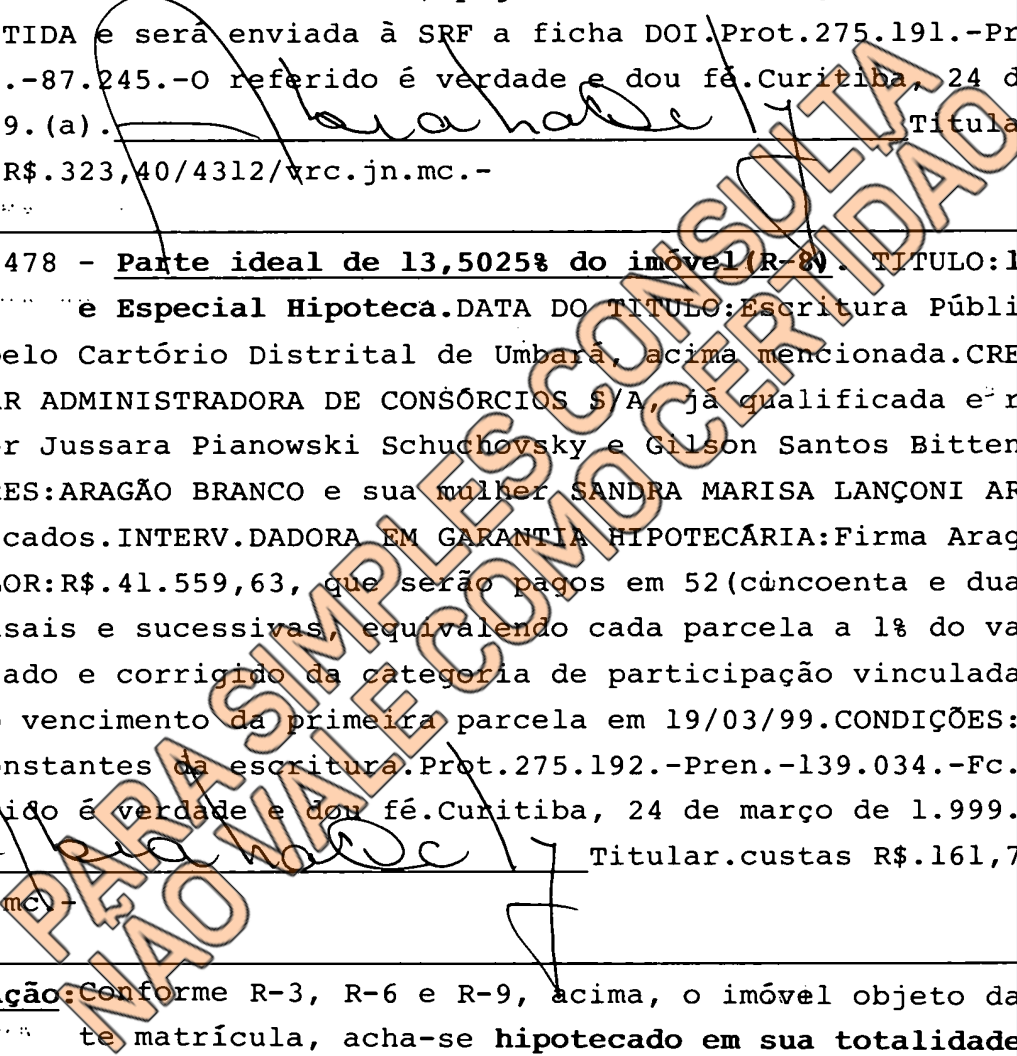 TIDA e será enviada à SRF a ficha DOI.Prot.275.191.-Pr
.-87.245.-O referido é verdade e dou fé.Curitiba, 24 d
9.(a). Titula
R$.323,40/4312/vrc.jn.mc.-
478 - Parte ideal de 13,5025% do imóvel(R-8). TITULO:1
e Especial Hipoteca.DATA DO TITULO:Escritura Públi
pelo Cartório Distrital de Umbará, acima mencionada.CRE
AR ADMINISTRADORA DE CONSÓRCIOS S/A, já qualificada e r
er Jussara Pianowski Schuchovsky e Gilson Santos Bitten
RES:ARAGÃO BRANCO e sua mulher SANDRA MARISA LANÇONI AR
cados.INTERV.DADORA EM GARANTIA HIPOTECÁRIA:Firma Arag
LOR:R$.41.559,63, que serão pagos em 52(cincoenta e dua
nsais e sucessivas, equivalendo cada parcela a 1% do va
ado e corrigido da categoria de participação vinculada
o vencimento da primeira parcela em 19/03/99.CONDIÇÕES:
onstantes da escritura.Prot.275.192.-Pren.-139.034.-Fc.
ido é verdade e dou fé.Curitiba, 24 de março de 1.999.
Titular.custas R$.161,7
mc.-
ação:Conforme R-3, R-6 e R-9, acima, o imóvel objeto da
te matrícula, acha-se hipotecado em sua totalidade
PARA SIMPLES CONSULTA
NÃO VALE COMO CERTIDÃO